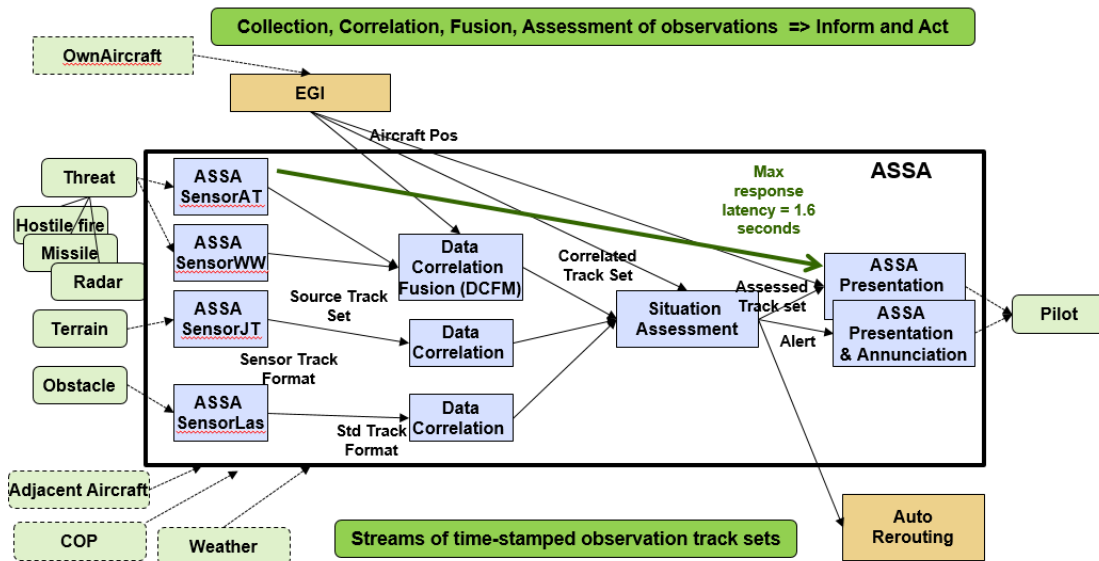 Collection, Correlation, Fusion, Assessment of observations => Inform and Act
OwnAircraft
EGI
Aircraft Pos
ASSA
Threat
Hostile fire
Missile
Radar
Terrain
Obstacle
ASSA
SensorAT
ASSA
SensorWW
ASSA
SensorJT
ASSA
SensorLas
Max
response
latency = 1.6
seconds
Data
Correlation
Fusion (DCFM)
Source Track
Set
Sensor Track
Format
Data
Correlation
Std Track
Format
Data
Correlation
Correlated
Track Set
Situation
Assessment
Assessed
Track set
Alert
ASSA
Presentation
ASSA
Presentation
& Annunciation
Pilot
Adjacent Aircraft
COP
Weather
Streams of time-stamped observation track sets
Auto
Rerouting